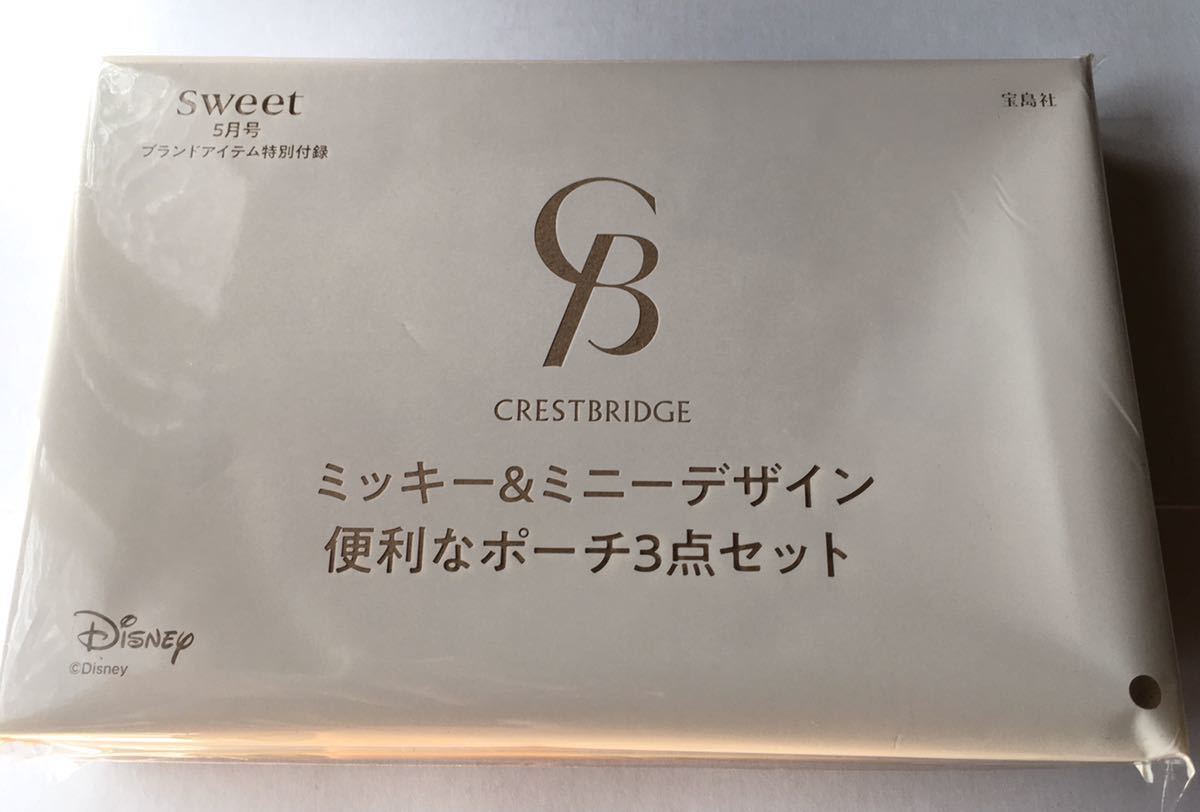 sweet
5月号
ブランドアイテム特別付録
宝島社
CB
CRESTBRIDGE
ミッキー&ミニーデザイン
便利なポーチ3点セット
Disney
©Disney